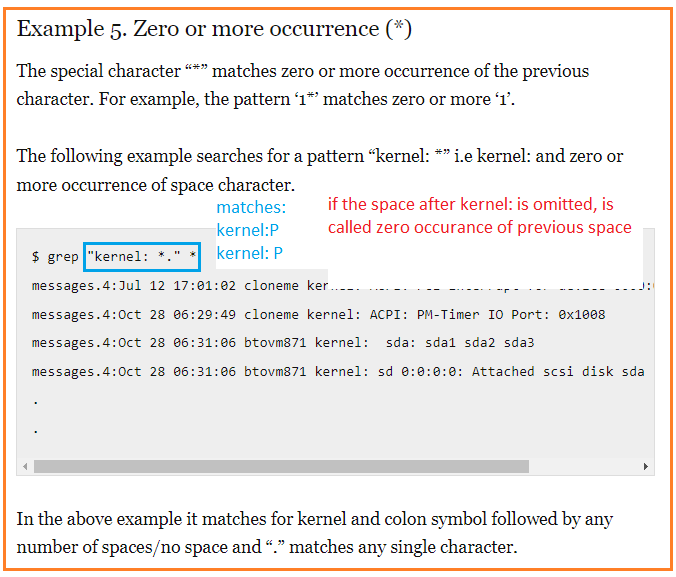 Example 5. Zero or more occurrence (*)
The special character “*” matches zero or more occurrence of the previous
character. For example, the pattern ‘1*’ matches zero or more ‘1’.
The following example searches for a pattern “kernel: *” i.e kernel: and zero or
more occurrence of space character.
matches:
kernel:P
kernel: P
if the space after kernel: is omitted, is
called zero occurance of previous space
$ grep "kernel: *." *
messages.4:Jul 12 17:01:02 cloneme
messages.4:Oct 28 06:29:49 cloneme kernel: ACPI: PM-Timer IO Port: 0x1008
messages.4:Oct 28 06:31:06 btovm871 kernel:  sda: sda1 sda2 sda3
messages.4:Oct 28 06:31:06 btovm871 kernel: sd 0:0:0:0: Attached scsi disk sda
.
.
In the above example it matches for kernel and colon symbol followed by any
number of spaces/no space and “.” matches any single character.